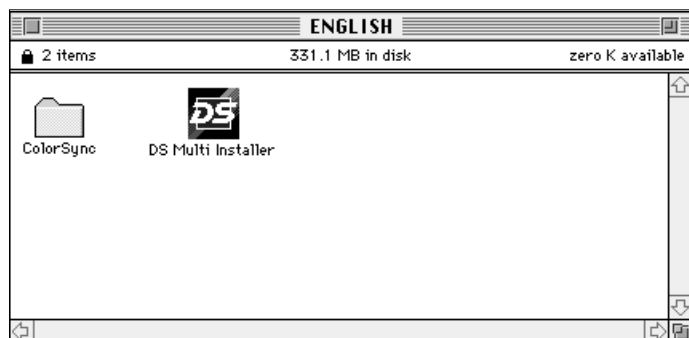 ENGLISH
2 items 331.1 MB in disk zero K available
DS
ColorSync DS Multi Installer